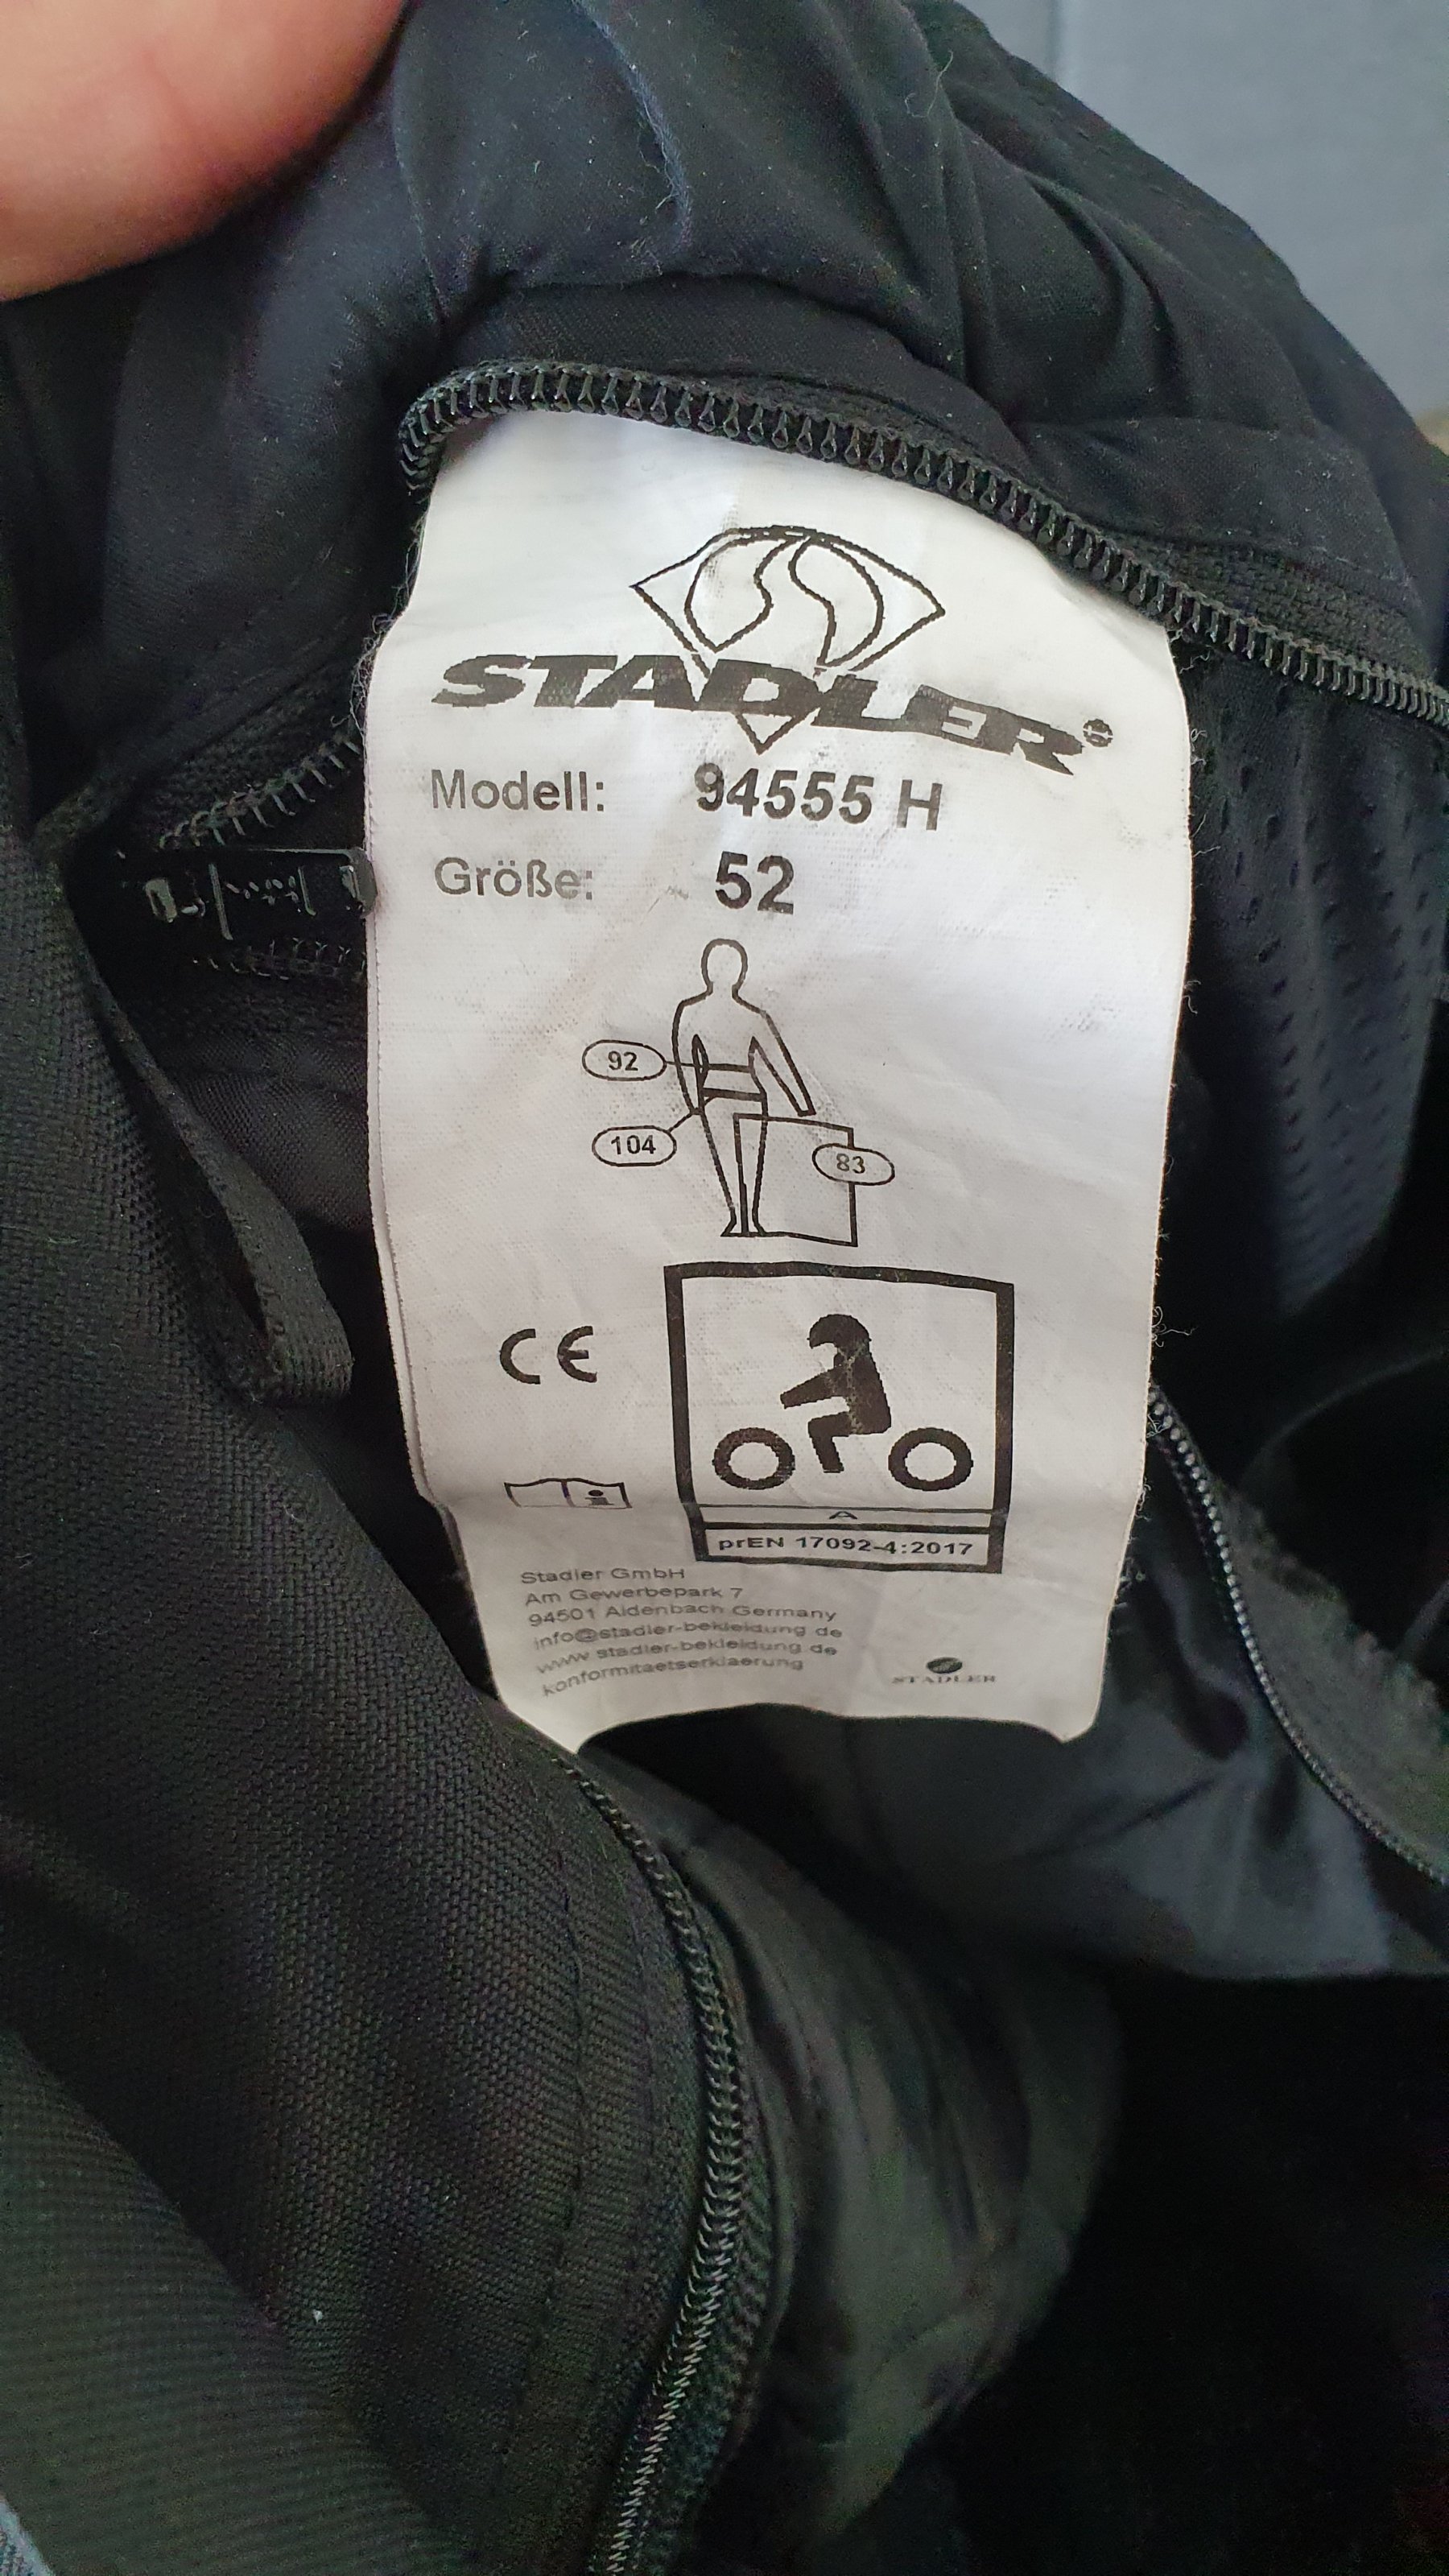 STADLER®
Modell: 94555 H
Größe: 52
92
104
83
CE
i
A
prEN 17092-4:2017
Stadler GmbH
Am Gewerbepark 7
94501 Aidenbach Germany
info@stadler-bekleidung de
www stadler-bekleidung de
konformitaetserklaerung
STADLER